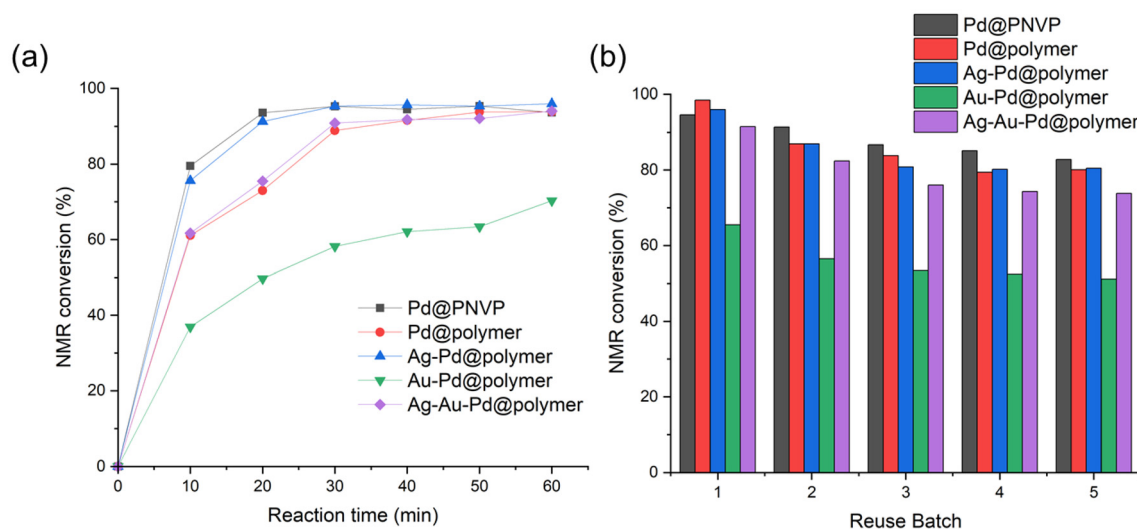 (a)
NMR conversion (%)
100
80
60
40
20
0
0 10 20 30 40 50 60
Reaction time (min)
Pd@PNVP
Pd@polymer
Ag-Pd@polymer
Au-Pd@polymer
Ag-Au-Pd@polymer
(b)
Pd@PNVP
Pd@polymer
Ag-Pd@polymer
Au-Pd@polymer
Ag-Au-Pd@polymer
NMR conversion (%)
100
80
60
40
20
0
1 2 3 4 5
Reuse Batch